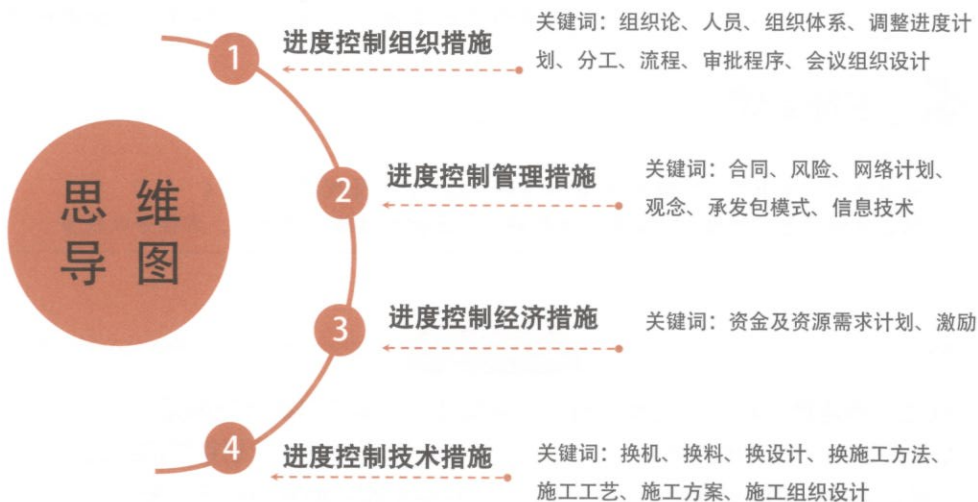 思维
导图
1
进度控制组织措施
关键词：组织论、人员、组织体系、调整进度计
划、分工、流程、审批程序、会议组织设计
2
进度控制管理措施
关键词：合同、风险、网络计划、
观念、承发包模式、信息技术
3
进度控制经济措施
关键词：资金及资源需求计划、激励
4
进度控制技术措施
关键词：换机、换料、换设计、换施工方法、
施工工艺、施工方案、施工组织设计